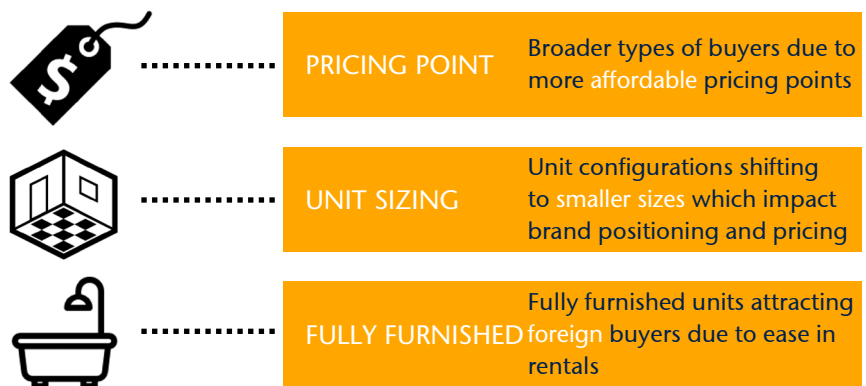 $
PRICING POINT
Broader types of buyers due to
more affordable pricing points
UNIT SIZING
Unit configurations shifting
to smaller sizes which impact
brand positioning and pricing
FULLY FURNISHED
Fully furnished units attracting
foreign buyers due to ease in
rentals